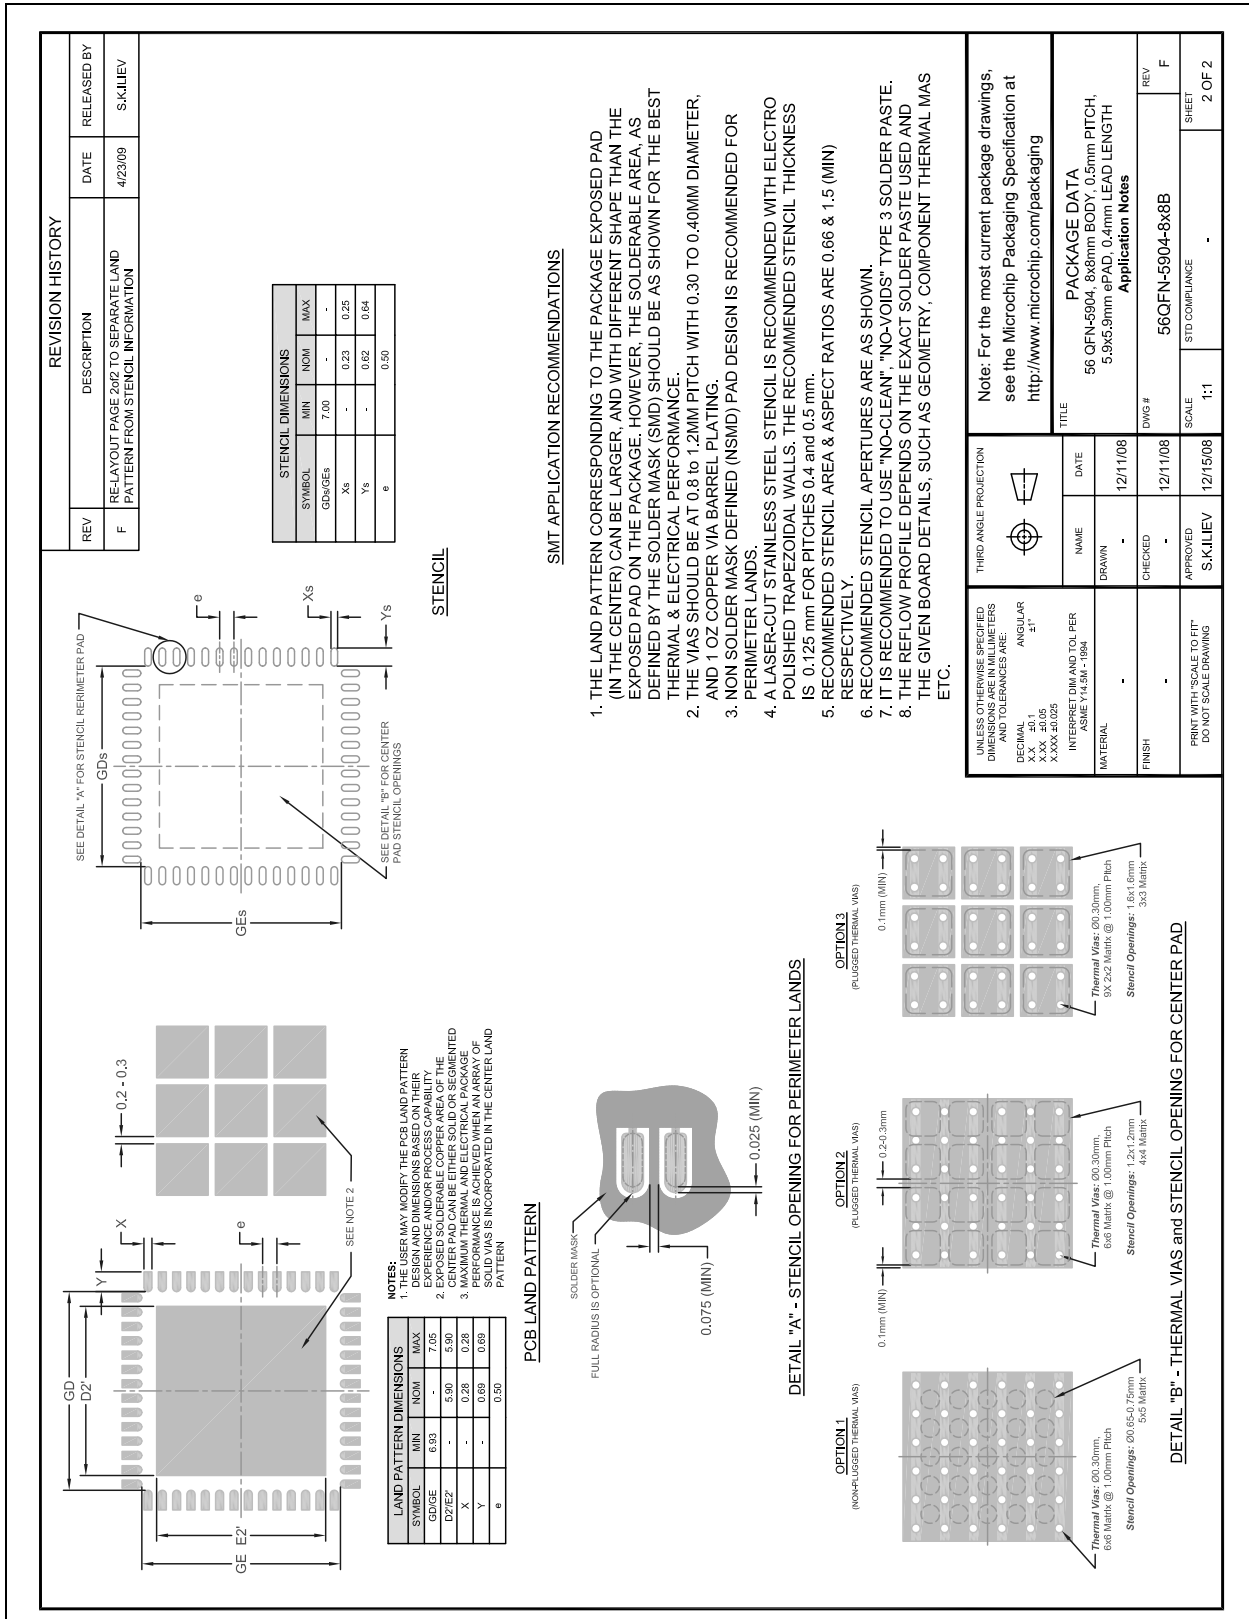 REVISION HISTORY
REV DESCRIPTION DATE RELEASED BY
F RE-LAYOUT PAGE 2of2 TO SEPARATE LAND PATTERN FROM STENCIL INFORMATION 4/23/09 S.K.ILIEV
GD
D2'
GE
E2'
Y
X
e
0.2 - 0.3
SEE NOTE 2
LAND PATTERN DIMENSIONS
SYMBOL MIN NOM MAX
GD/GE 6.93 - 7.05
D2'/E2' - 5.90 5.90
X - 0.28 0.28
Y - 0.69 0.69
e 0.50
NOTES:
1. THE USER MAY MODIFY THE PCB LAND PATTERN
DESIGN AND DIMENSIONS BASED ON THEIR
EXPERIENCE AND/OR PROCESS CAPABILITY
2. EXPOSED SOLDERABLE COPPER AREA OF THE
CENTER PAD CAN BE EITHER SOLID OR SEGMENTED
3. MAXIMUM THERMAL AND ELECTRICAL PACKAGE
PERFORMANCE IS ACHIEVED WHEN AN ARRAY OF
SOLID VIAS IS INCORPORATED IN THE CENTER LAND
PATTERN
PCB LAND PATTERN
SEE DETAIL "A" FOR STENCIL RERIMETER PAD
GDs
GEs
e
Xs
Ys
SEE DETAIL "B" FOR CENTER
PAD STENCIL OPENINGS
STENCIL DIMENSIONS
SYMBOL MIN NOM MAX
GDs/GEs 7.00 - -
Xs - 0.23 0.25
Ys - 0.62 0.64
e 0.50
STENCIL
SOLDER MASK
FULL RADIUS IS OPTIONAL
0.075 (MIN)
0.025 (MIN)
DETAIL "A" - STENCIL OPENING FOR PERIMETER LANDS
SMT APPLICATION RECOMMENDATIONS
1. THE LAND PATTERN CORRESPONDING TO THE PACKAGE EXPOSED PAD
(IN THE CENTER) CAN BE LARGER, AND WITH DIFFERENT SHAPE THAN THE
EXPOSED PAD ON THE PACKAGE. HOWEVER, THE SOLDERABLE AREA, AS
DEFINED BY THE SOLDER MASK (SMD) SHOULD BE AS SHOWN FOR THE BEST
THERMAL & ELECTRICAL PERFORMANCE.
2. THE VIAS SHOULD BE AT 0.8 to 1.2MM PITCH WITH 0.30 TO 0.40MM DIAMETER,
AND 1 OZ COPPER VIA BARREL PLATING.
3. NON SOLDER MASK DEFINED (NSMD) PAD DESIGN IS RECOMMENDED FOR
PERIMETER LANDS.
4. A LASER-CUT STAINLESS STEEL STENCIL IS RECOMMENDED WITH ELECTRO
POLISHED TRAPEZOIDAL WALLS. THE RECOMMENDED STENCIL THICKNESS
IS 0.125 mm FOR PITCHES 0.4 and 0.5 mm.
5. RECOMMENDED STENCIL AREA & ASPECT RATIOS ARE 0.66 & 1.5 (MIN)
RESPECTIVELY.
6. RECOMMENDED STENCIL APERTURES ARE AS SHOWN.
7. IT IS RECOMMENDED TO USE "NO-CLEAN", "NO-VOIDS" TYPE 3 SOLDER PASTE.
8. THE REFLOW PROFILE DEPENDS ON THE EXACT SOLDER PASTE USED AND
THE GIVEN BOARD DETAILS, SUCH AS GEOMETRY, COMPONENT THERMAL MAS
ETC.
OPTION 1
(NON-PLUGGED THERMAL VIAS)
Thermal Vias: Ø0.30mm,
6x6 Matrix @ 1.00mm Pitch
Stencil Openings: Ø0.65-0.75mm
5x5 Matrix
OPTION 2
(PLUGGED THERMAL VIAS)
0.1mm (MIN)
0.2-0.3mm
Thermal Vias: Ø0.30mm,
6x6 Matrix @ 1.00mm Pitch
Stencil Openings: 1.2x1.2mm
4x4 Matrix
OPTION 3
(PLUGGED THERMAL VIAS)
0.1mm (MIN)
Thermal Vias: Ø0.30mm,
9X 2x2 Matrix @ 1.00mm Pitch
Stencil Openings: 1.6x1.6mm
3x3 Matrix
DETAIL "B" - THERMAL VIAS and STENCIL OPENING FOR CENTER PAD
UNLESS OTHERWISE SPECIFIED
DIMENSIONS ARE IN MILLIMETERS
AND TOLERANCES ARE:
DECIMAL ANGULAR
X.X ±0.1 ±1°
X.XX ±0.05
X.XXX ±0.025
INTERPRET DIM AND TOL PER
ASME Y14.5M - 1994
MATERIAL
-
FINISH
-
PRINT WITH "SCALE TO FIT"
DO NOT SCALE DRAWING
THIRD ANGLE PROJECTION
NAME DATE
DRAWN
- 12/11/08
CHECKED
- 12/11/08
APPROVED
S.K.ILIEV 12/15/08
Note: For the most current package drawings,
see the Microchip Packaging Specification at
http://www.microchip.com/packaging
TITLE
PACKAGE DATA
56 QFN-5904, 8x8mm BODY, 0.5mm PITCH,
5.9x5.9mm ePAD, 0.4mm LEAD LENGTH
Application Notes
DWG # 56QFN-5904-8x8B REV F
SCALE 1:1 STD COMPLIANCE - SHEET 2 OF 2